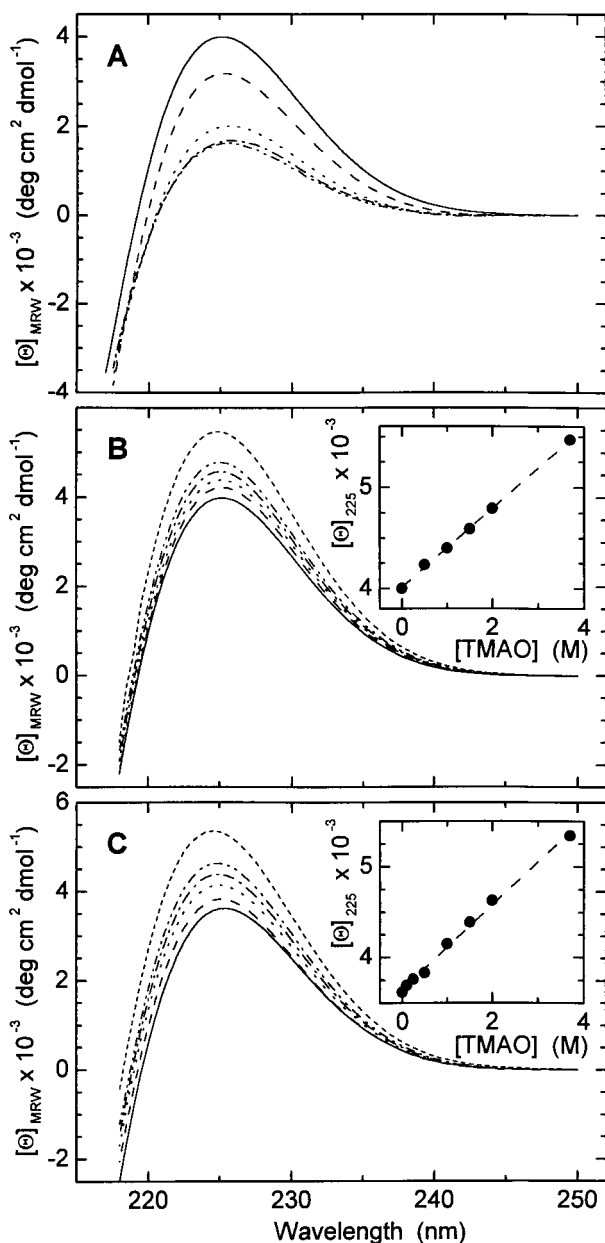 A
4
2
0
-2
-4
[Θ]MRW x 10⁻³ (deg cm² dmol⁻¹)
B
4
2
0
-2
[Θ]MRW x 10⁻³ (deg cm² dmol⁻¹)
[Θ]225 x 10⁻³
5
4
0 2 4
[TMAO] (M)
C
6
4
2
0
-2
[Θ]MRW x 10⁻³ (deg cm² dmol⁻¹)
[Θ]225 x 10⁻³
5
4
0 2 4
[TMAO] (M)
220 230 240 250
Wavelength (nm)